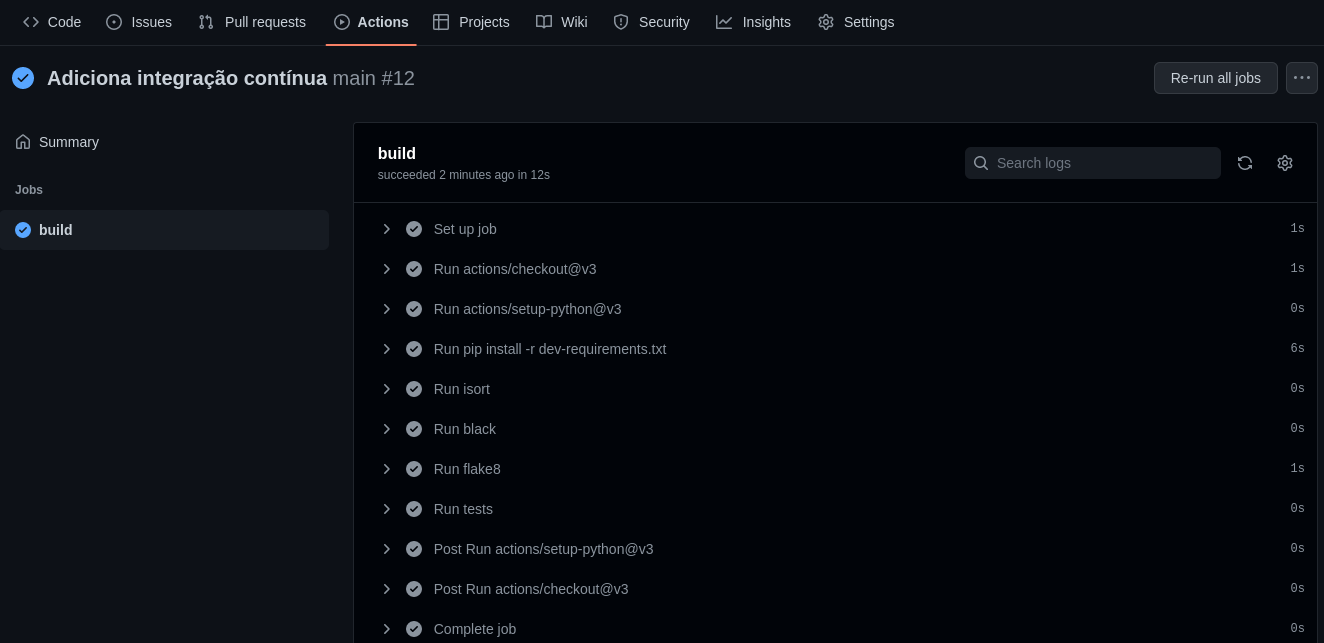 Code Issues Pull requests Actions Projects Wiki Security Insights Settings
Adiciona integração contínua main #12
Re-run all jobs
Summary
Jobs
build
build
succeeded 2 minutes ago in 12s
Search logs
Set up job 1s
Run actions/checkout@v3 1s
Run actions/setup-python@v3 0s
Run pip install -r dev-requirements.txt 6s
Run isort 0s
Run black 0s
Run flake8 1s
Run tests 0s
Post Run actions/setup-python@v3 0s
Post Run actions/checkout@v3 0s
Complete job 0s